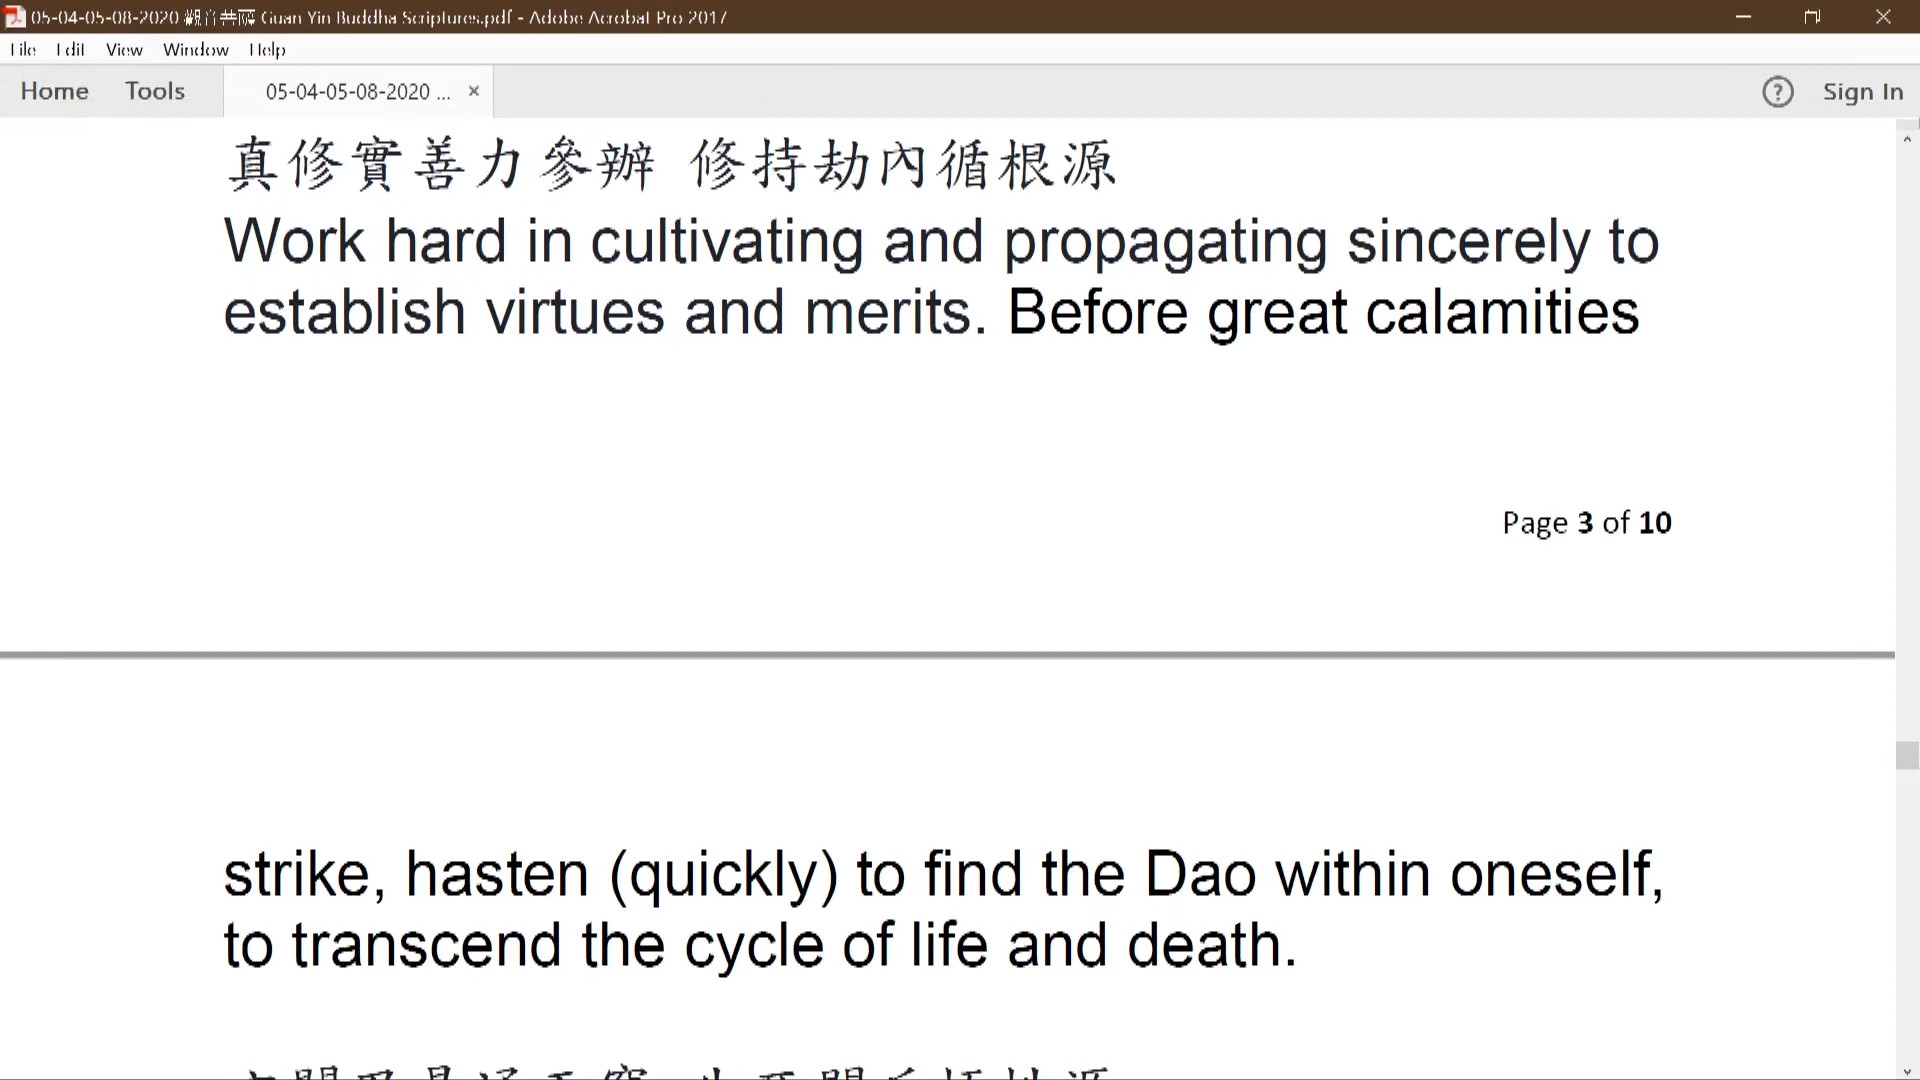 05-04-05-08-2020 觀音 Guan Yin Buddha Scriptures.pdf - Adobe Acrobat Pro 2017
File Edit View Window Help
Home Tools 05-04-05-08-2020 ... × ? Sign In
真修實善力參辦 修持劫內循根源
Work hard in cultivating and propagating sincerely to
establish virtues and merits. Before great calamities
Page 3 of 10
strike, hasten (quickly) to find the Dao within oneself,
to transcend the cycle of life and death.